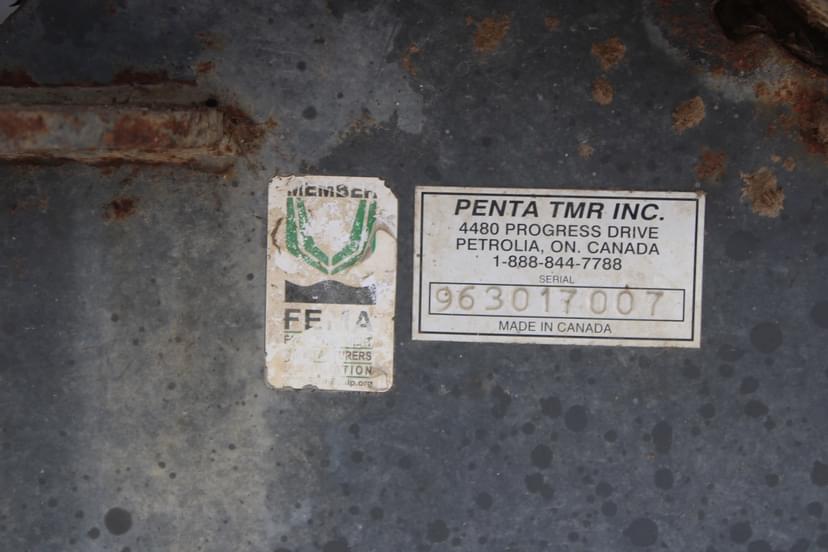 MEMBER
FEMA
TION
PENTA TMR INC.
4480 PROGRESS DRIVE
PETROLIA, ON. CANADA
1-888-844-7788
SERIAL
963017007
MADE IN CANADA